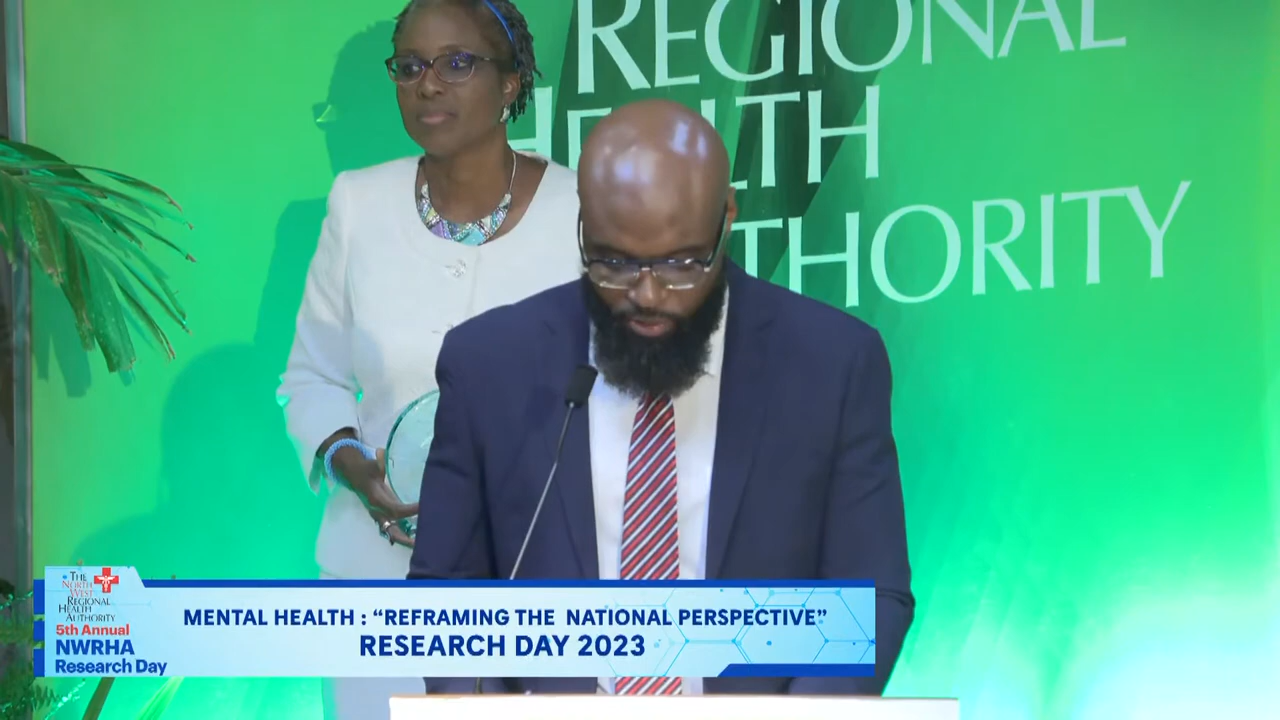 REGIONAL
HEALTH
THORITY
THE
NORTH
WEST
REGIONAL
HEALTH
AUTHORITY
5th Annual
NWRHA
Research Day
MENTAL HEALTH : “REFRAMING THE NATIONAL PERSPECTIVE”
RESEARCH DAY 2023